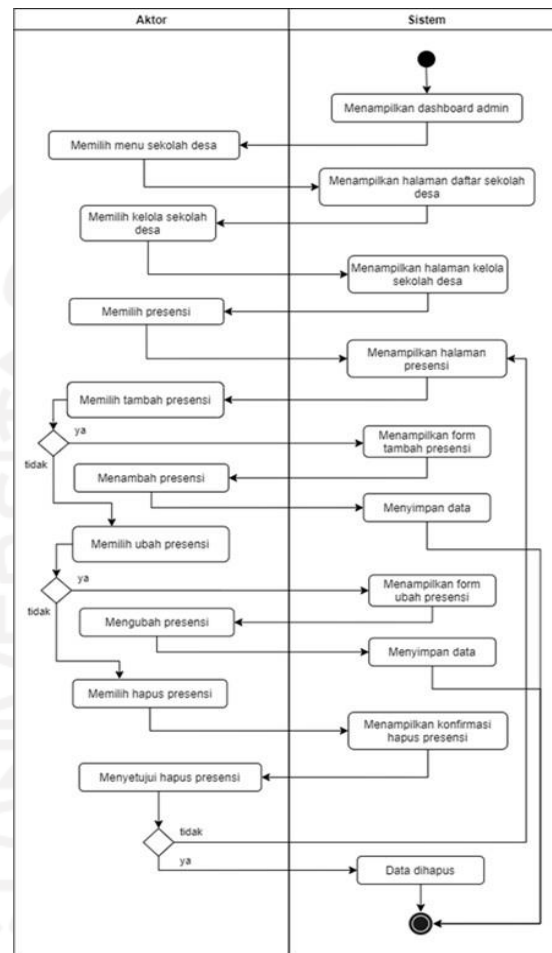 Aktor
Sistem
Menampilkan dashboard admin
Memilih menu sekolah desa
Menampilkan halaman daftar sekolah
desa
Memilih kelola sekolah
desa
Menampilkan halaman kelola
sekolah desa
Memilih presensi
Menampilkan halaman
presensi
Memilih tambah presensi
ya
tidak
Menampilkan form
tambah presensi
Menambah presensi
Menyimpan data
Memilih ubah presensi
ya
tidak
Menampilkan form
ubah presensi
Mengubah presensi
Menyimpan data
Memilih hapus presensi
Menampilkan konfirmasi
hapus presensi
Menyetujui hapus presensi
tidak
ya
Data dihapus